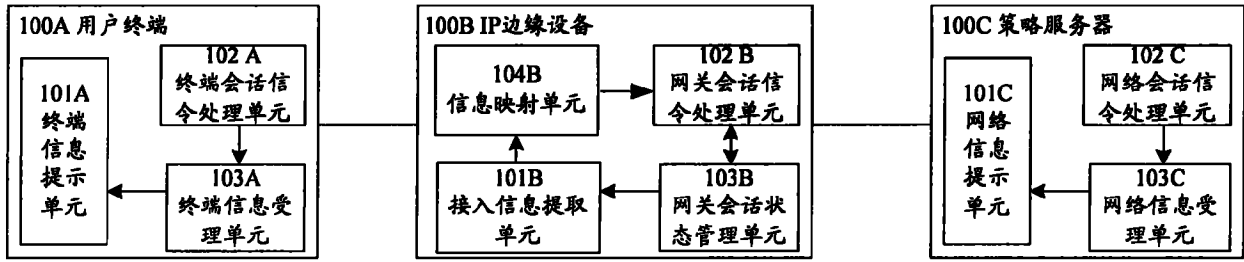 100A 用户终端
101A
终端
信息
提示
单元
102 A
终端会话信
令处理单元
103A
终端信息受
理单元
100B IP边缘设备
104B
信息映射单元
102 B
网关会话信
令处理单元
101B
接入信息提取
单元
103B
网关会话状
态管理单元
100C 策略服务器
101C
网络
信息
提示
单元
102 C
网络会话信
令处理单元
103C
网络信息受
理单元